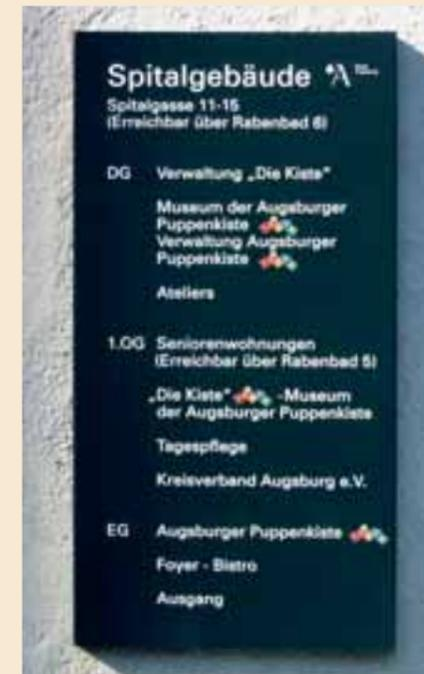 Spitalgebäude
Spitalgasse 11-15
(Erreichbar über Rabenbad 6)
DG Verwaltung „Die Kiste"
Museum der Augsburger
Puppenkiste
Verwaltung Augsburger
Puppenkiste
Ateliers
1.OG Seniorenwohnungen
(Erreichbar über Rabenbad 5)
„Die Kiste" -Museum
der Augsburger Puppenkiste
Tagespflege
Kreisverband Augsburg e.V.
EG Augsburger Puppenkiste
Foyer - Bistro
Ausgang